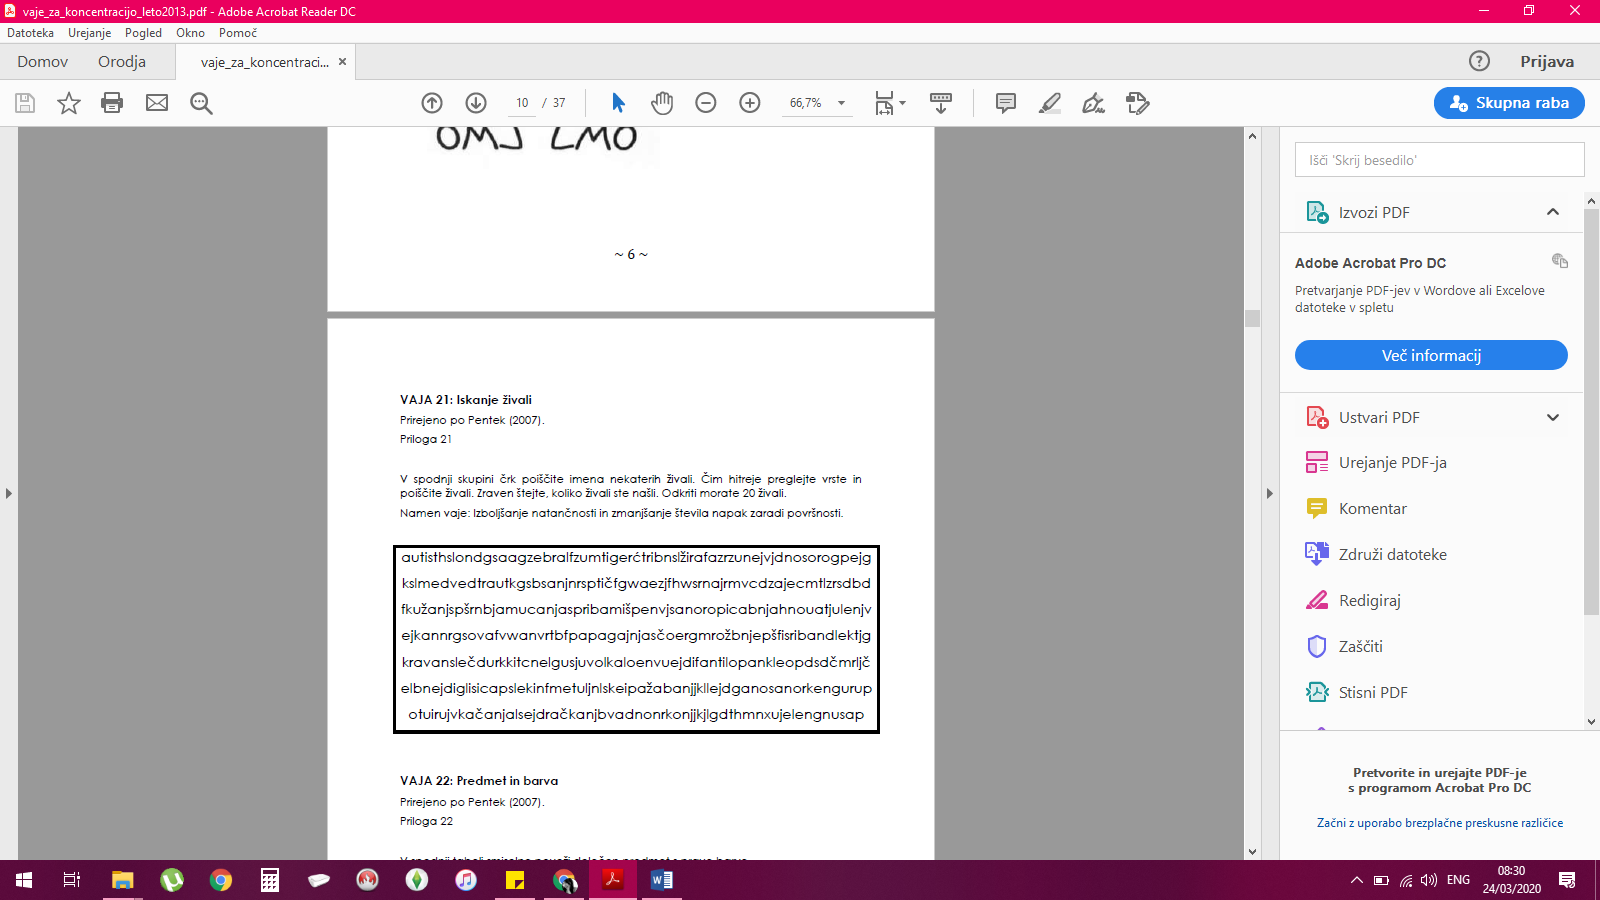 vaje_za_koncentracijo_leto2013.pdf - Adobe Acrobat Reader DC
Datoteka Urejanje Pogled Okno Pomoč
Domov Orodja vaje_za_koncentraci... × Prijava
10 / 37 66,7% Skupna raba
OMJ LMO
~ 6 ~
VAJA 21: Iskanje živali
Prirejeno po Pentek (2007).
Priloga 21
V spodnji skupini črk poiščite imena nekaterih živali. Čim hitreje preglejte vrste in
poiščite živali. Zraven štejte, koliko živali ste našli. Odkriti morate 20 živali.
Namen vaje: Izboljšanje natančnosti in zmanjšanje števila napak zaradi površnosti.
autisthslondgsaagzebralfzumtigerćtribnslžirafazrzunejvjdnosorogpejg
kslmedvedtrautkgsbsanjnrsptičfgwaezjfhwsrnajrmvcdzajecmtlzrsdbd
fkužanjspšrnbjamucanjaspribamišpenvjsanoropicabnjahnouatjulenjv
ejkannrgsovafvwanvrtbfpapagajnjasčoergmrožbnjepšfisribandlektjg
kravanslečdurkkitcnelgusjuvolkaloenvuejdifantilopankleopdsdčmrljč
elbnejdiglisicapslekinfmetuljnlskeipažabanjjkllejdganosanorkengurup
otuirujvkačanjalsejdračkanjbvadnonrkonjjkjlgdthmnxujelengnusap
VAJA 22: Predmet in barva
Prirejeno po Pentek (2007).
Priloga 22
Išči 'Skrij besedilo'
Izvozi PDF
Adobe Acrobat Pro DC
Pretvarjanje PDF-jev v Wordove ali Excelove
datoteke v spletu
Več informacij
Ustvari PDF
Urejanje PDF-ja
Komentar
Združi datoteke
Redigiraj
Zaščiti
Stisni PDF
Pretvorite in urejajte PDF-je
s programom Acrobat Pro DC
Začni z uporabo brezplačne preskusne različice
ENG
08:30
24/03/2020